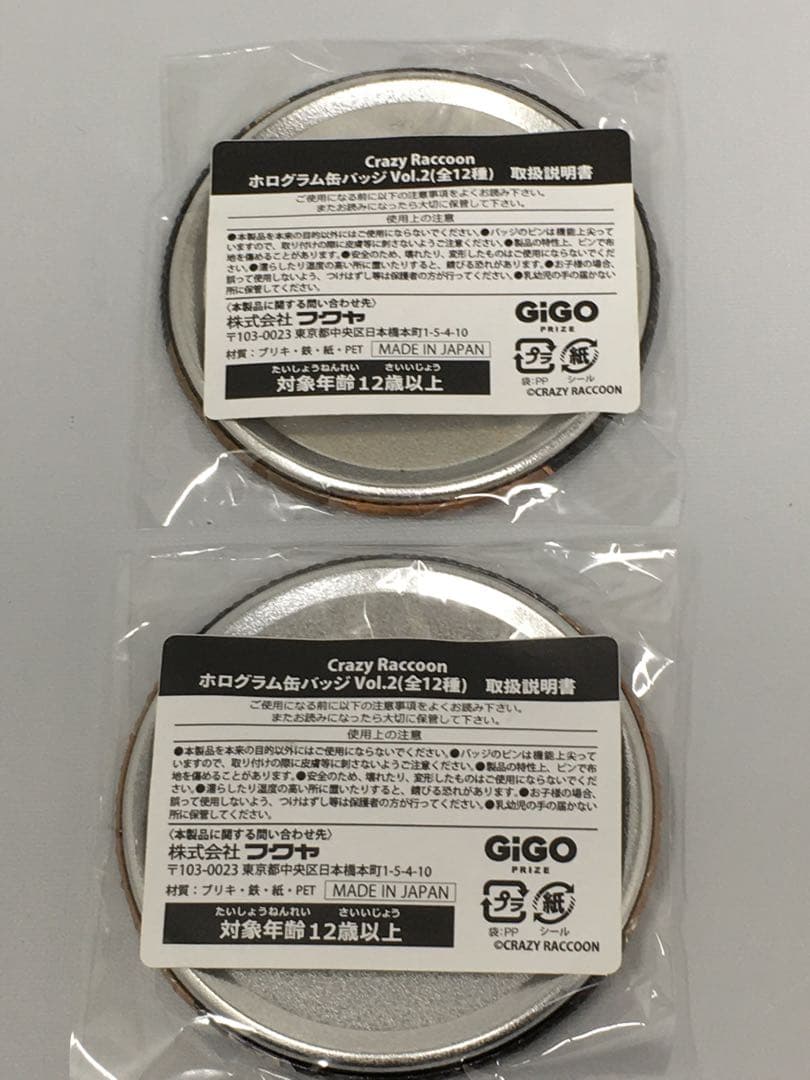 Crazy Raccoon
ホログラム缶バッジ Vol.2(全12種) 取扱説明書
ご使用になる前に以下の注意事項をよくお読み下さい。
またお読みになったら大切に保管して下さい。
使用上の注意
●本製品を本来の目的以外にはご使用にならないでください。●バッジのピンは機能上尖って
いますので、取り付けの際に皮膚等に刺さないようご注意ください。●製品の特性上、ピンで布
地を傷めることがあります。●安全のため、壊れたり、変形したものはご使用にならないでくだ
さい。●濡らしたり湿度の高い所に置いたりすると、錆びる恐れがあります。●お子様の場合、
誤って使用しないよう、つけはずし等は保護者の方が行ってください。●乳幼児の手の届かない
所に保管してください。
〈本製品に関する問い合わせ先〉
株式会社 フクヤ
〒103-0023 東京都中央区日本橋本町1-5-4-10
材質：ブリキ・鉄・紙・PET MADE IN JAPAN
たいしょうねんれい さいいじょう
対象年齢12歳以上
GiGO
PRIZE
プラ 紙
袋:PP シール
©CRAZY RACCOON
Crazy Raccoon
ホログラム缶バッジ Vol.2(全12種) 取扱説明書
ご使用になる前に以下の注意事項をよくお読み下さい。
またお読みになったら大切に保管して下さい。
使用上の注意
●本製品を本来の目的以外にはご使用にならないでください。●バッジのピンは機能上尖って
いますので、取り付けの際に皮膚等に刺さないようご注意ください。●製品の特性上、ピンで布
地を傷めることがあります。●安全のため、壊れたり、変形したものはご使用にならないでくだ
さい。●濡らしたり湿度の高い所に置いたりすると、錆びる恐れがあります。●お子様の場合、
誤って使用しないよう、つけはずし等は保護者の方が行ってください。●乳幼児の手の届かない
所に保管してください。
〈本製品に関する問い合わせ先〉
株式会社 フクヤ
〒103-0023 東京都中央区日本橋本町1-5-4-10
材質：ブリキ・鉄・紙・PET MADE IN JAPAN
たいしょうねんれい さいいじょう
対象年齢12歳以上
GiGO
PRIZE
プラ 紙
袋:PP シール
©CRAZY RACCOON